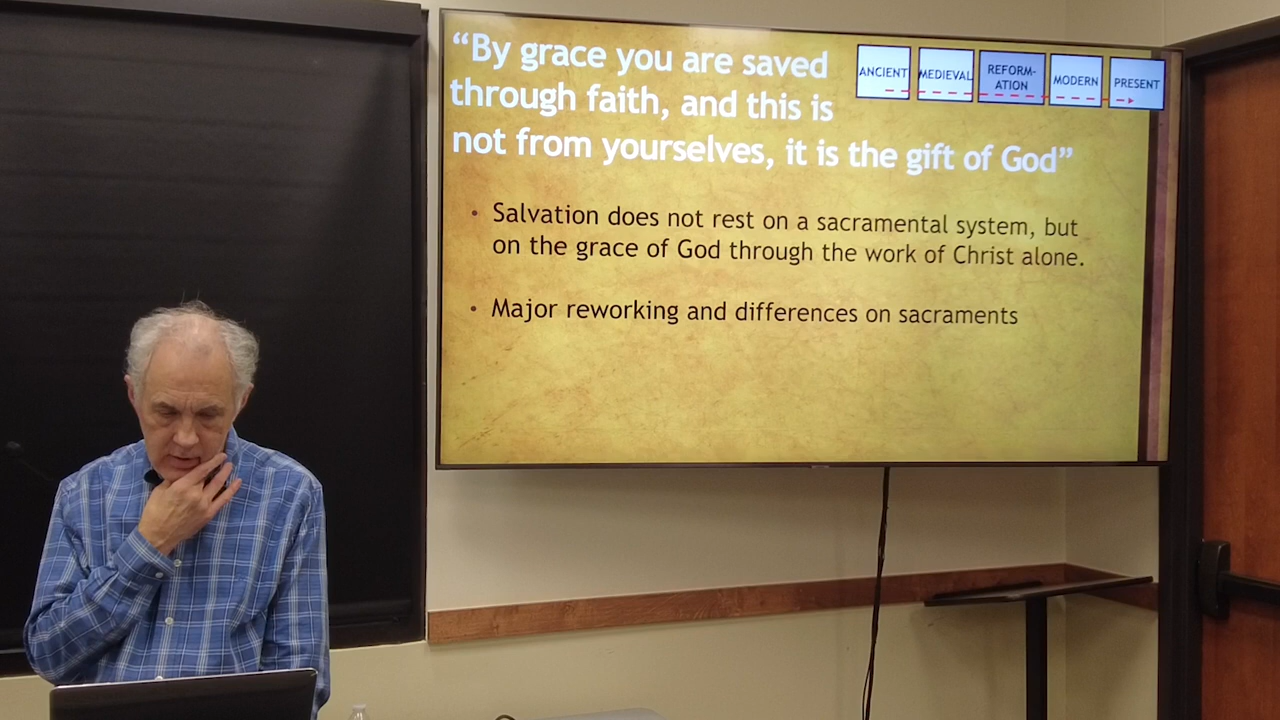 “By grace you are saved
through faith, and this is
not from yourselves, it is the gift of God”
ANCIENT
MEDIEVAL
REFORM-
ATION
MODERN
PRESENT
• Salvation does not rest on a sacramental system, but
on the grace of God through the work of Christ alone.
• Major reworking and differences on sacraments